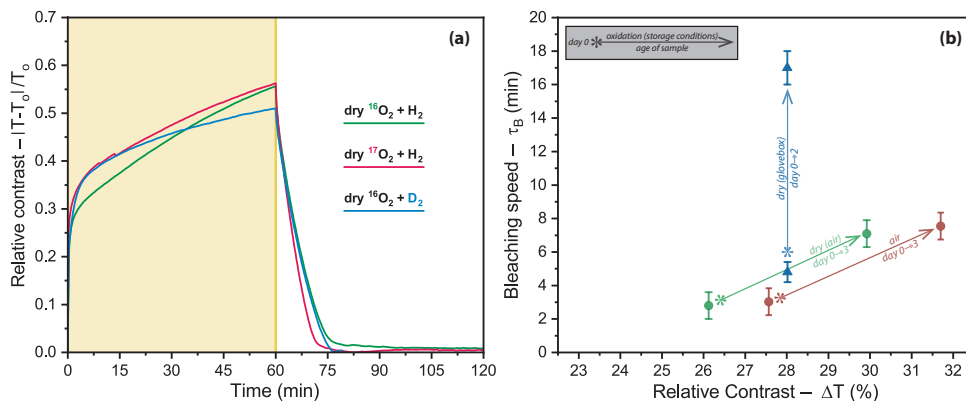 (a)
0.7
0.6
0.5
0.4
0.3
0.2
0.1
0.0
Relative contrast – |T-T₀|/T₀
0 15 30 45 60 75 90 105 120
Time (min)
dry ¹⁶O₂ + H₂
dry ¹⁷O₂ + H₂
dry ¹⁶O₂ + D₂
(b)
day 0
oxidation (storage conditions)
age of sample
20
18
16
14
12
10
8
6
4
2
0
Bleaching speed – τB (min)
dry (glovebox)
day 0→2
dry (air)
day 0→3
air
day 0→3
23 24 25 26 27 28 29 30 31 32
Relative Contrast – ΔT (%)